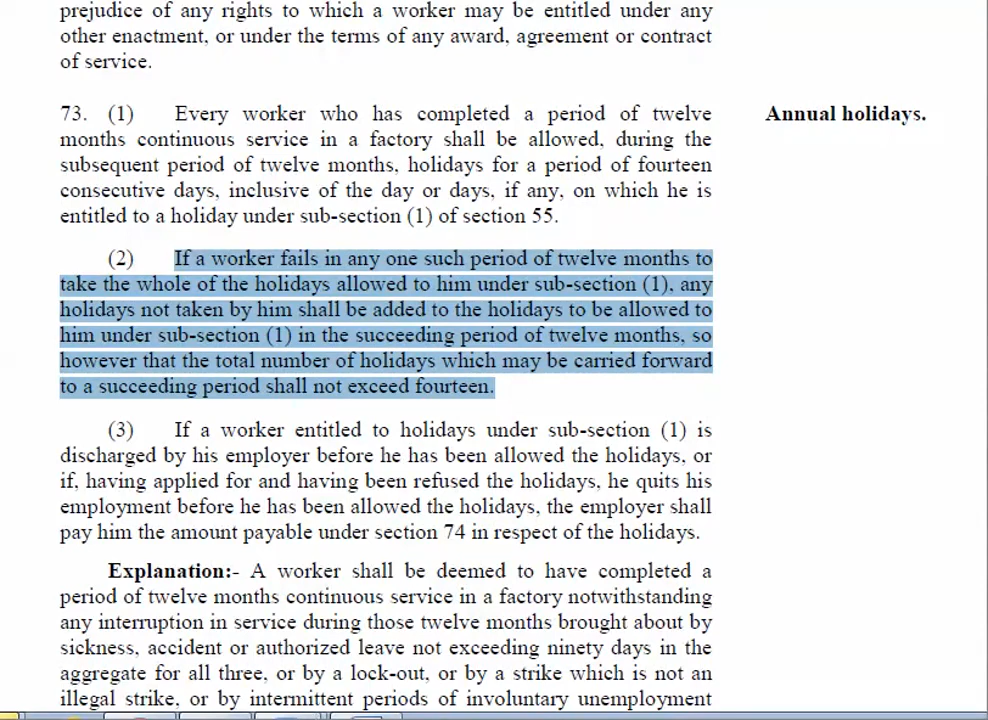 prejudice of any rights to which a worker may be entitled under any
other enactment, or under the terms of any award, agreement or contract
of service.
73. (1) Every worker who has completed a period of twelve
months continuous service in a factory shall be allowed, during the
subsequent period of twelve months, holidays for a period of fourteen
consecutive days, inclusive of the day or days, if any, on which he is
entitled to a holiday under sub-section (1) of section 55.
Annual holidays.
(2) If a worker fails in any one such period of twelve months to
take the whole of the holidays allowed to him under sub-section (1), any
holidays not taken by him shall be added to the holidays to be allowed to
him under sub-section (1) in the succeeding period of twelve months, so
however that the total number of holidays which may be carried forward
to a succeeding period shall not exceed fourteen.
(3) If a worker entitled to holidays under sub-section (1) is
discharged by his employer before he has been allowed the holidays, or
if, having applied for and having been refused the holidays, he quits his
employment before he has been allowed the holidays, the employer shall
pay him the amount payable under section 74 in respect of the holidays.
Explanation:- A worker shall be deemed to have completed a
period of twelve months continuous service in a factory notwithstanding
any interruption in service during those twelve months brought about by
sickness, accident or authorized leave not exceeding ninety days in the
aggregate for all three, or by a lock-out, or by a strike which is not an
illegal strike, or by intermittent periods of involuntary unemployment